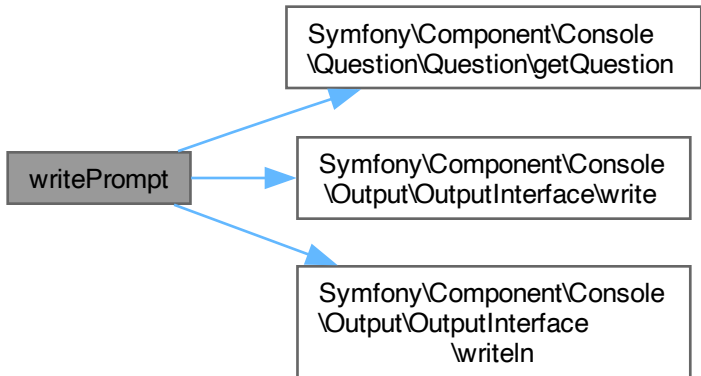 Symfony\Component\Console
\Question\Question\getQuestion
writePrompt
Symfony\Component\Console
\Output\OutputInterface\write
Symfony\Component\Console
\Output\OutputInterface
\writeln